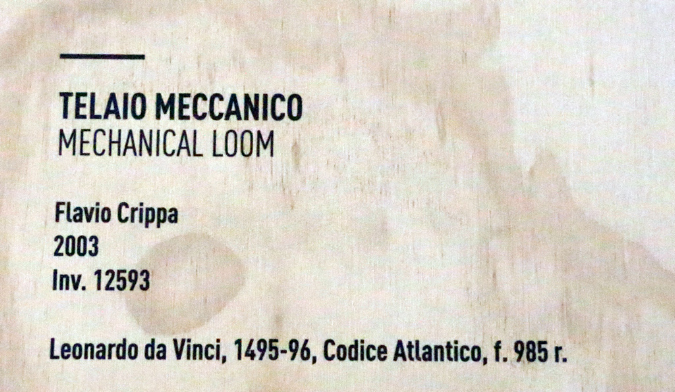 TELAIO MECCANICO
MECHANICAL LOOM
Flavio Crippa
2003
Inv. 12593
Leonardo da Vinci, 1495-96, Codice Atlantico, f. 985 r.